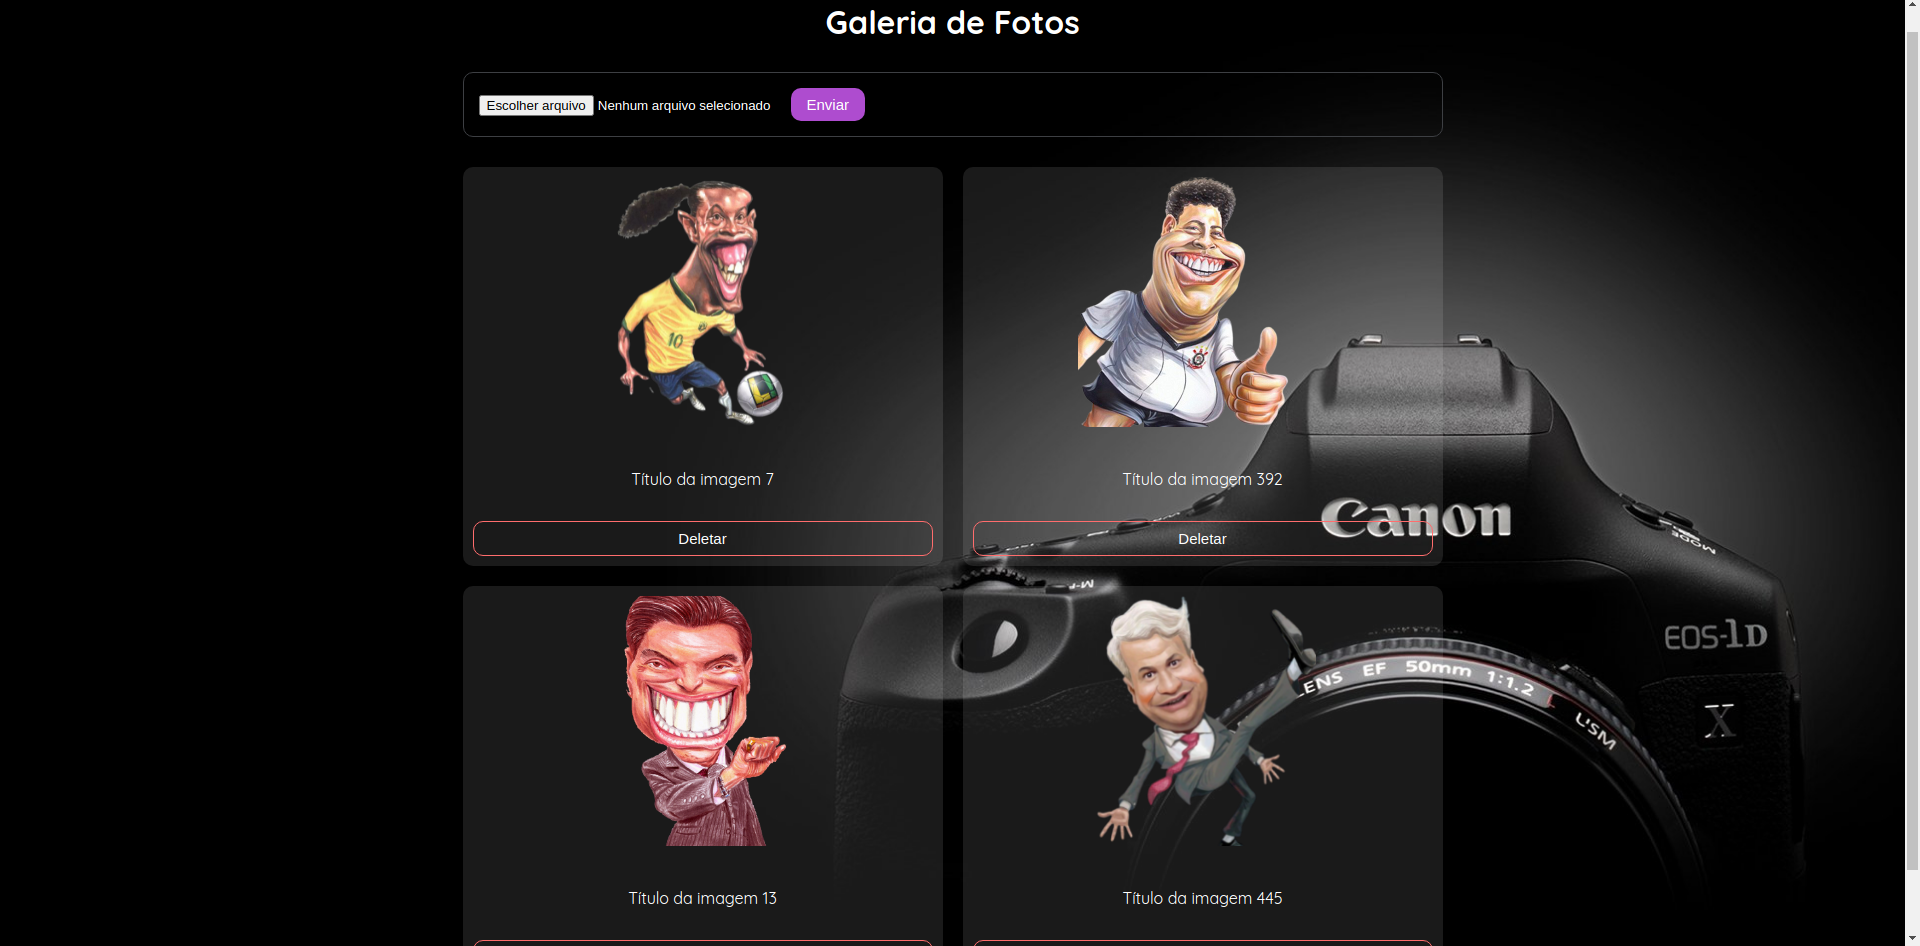 Galeria de Fotos
Escolher arquivo Nenhum arquivo selecionado Enviar
10
Título da imagem 7
Título da imagem 392
Deletar
Deletar
Canon
MODE
M-Fn
EOS-1D
X
LENS EF 50mm 1:1.2 L USM
Título da imagem 13
Título da imagem 445